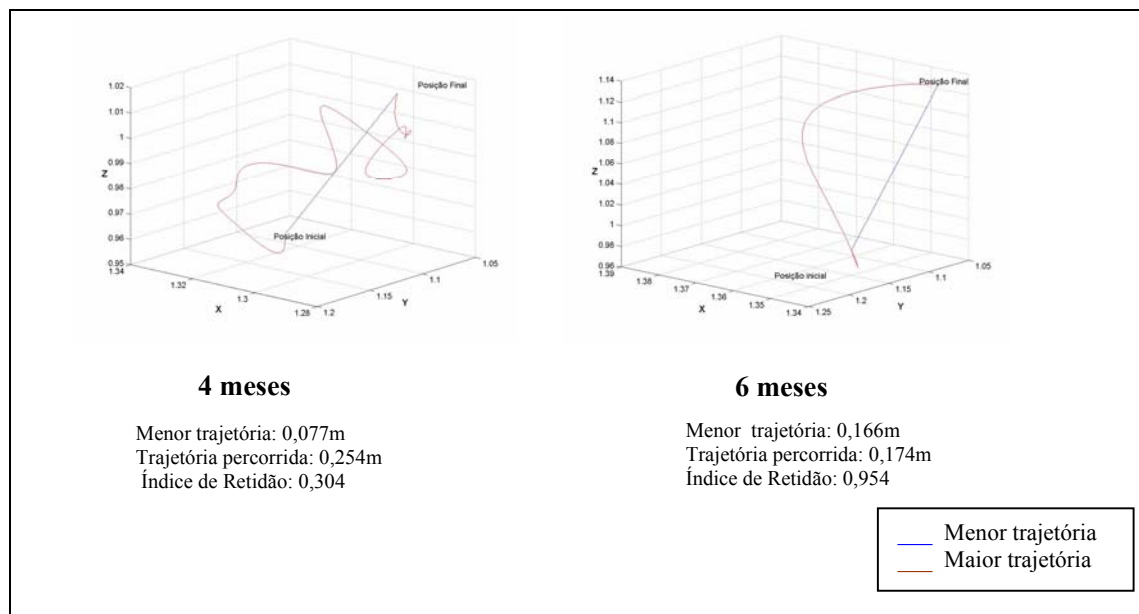 Posição Final
1.02
1.01
1
0.99
0.98
0.97
0.96
0.95
Z
Posição Inicial
1.34
1.32
1.3
1.28
X
1.2
1.15
1.1
1.05
Y
Posição Final
1.14
1.12
1.1
1.08
1.06
1.04
1.02
1
0.98
0.96
Z
Posição inicial
1.39
1.38
1.37
1.36
1.35
1.34
X
1.25
1.2
1.15
1.1
1.05
Y
4 meses
Menor trajetória: 0,077m
Trajetória percorrida: 0,254m
Índice de Retidão: 0,304
6 meses
Menor trajetória: 0,166m
Trajetória percorrida: 0,174m
Índice de Retidão: 0,954
Menor trajetória
Maior trajetória